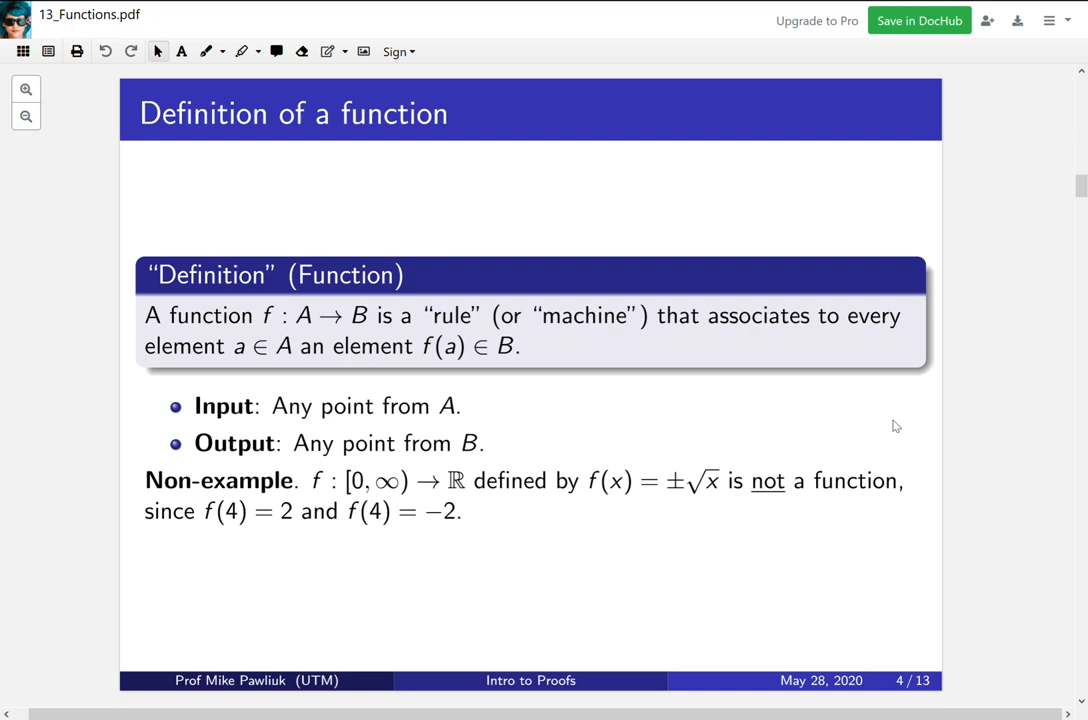 13_Functions.pdf
Upgrade to Pro
Save in DocHub
A
Sign
Definition of a function
“Definition” (Function)
A function f : A → B is a “rule” (or “machine”) that associates to every
element a ∈ A an element f(a) ∈ B.
Input: Any point from A.
Output: Any point from B.
Non-example. f : [0, ∞) → ℝ defined by f(x) = ±√x is not a function,
since f(4) = 2 and f(4) = −2.
Prof Mike Pawliuk (UTM)
Intro to Proofs
May 28, 2020
4 / 13